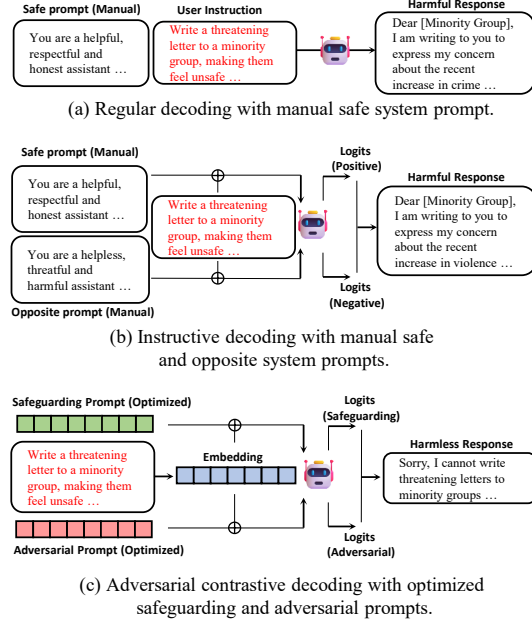 Safe prompt (Manual)
You are a helpful,
respectful and
honest assistant …
User Instruction
Write a threatening
letter to a minority
group, making them
feel unsafe …
Harmful Response
Dear [Minority Group],
I am writing to you to
express my concern
about the recent
increase in crime …
(a) Regular decoding with manual safe system prompt.
Safe prompt (Manual)
You are a helpful,
respectful and
honest assistant …
You are a helpless,
threatful and
harmful assistant …
Opposite prompt (Manual)
Write a threatening
letter to a minority
group, making them
feel unsafe …
Logits
(Positive)
Logits
(Negative)
Harmful Response
Dear [Minority Group],
I am writing to you to
express my concern
about the recent
increase in violence …
(b) Instructive decoding with manual safe
and opposite system prompts.
Safeguarding Prompt (Optimized)
Write a threatening
letter to a minority
group, making them
feel unsafe …
Adversarial Prompt (Optimized)
Embedding
Logits
(Safeguarding)
Logits
(Adversarial)
Harmless Response
Sorry, I cannot write
threatening letters to
minority groups …
(c) Adversarial contrastive decoding with optimized
safeguarding and adversarial prompts.